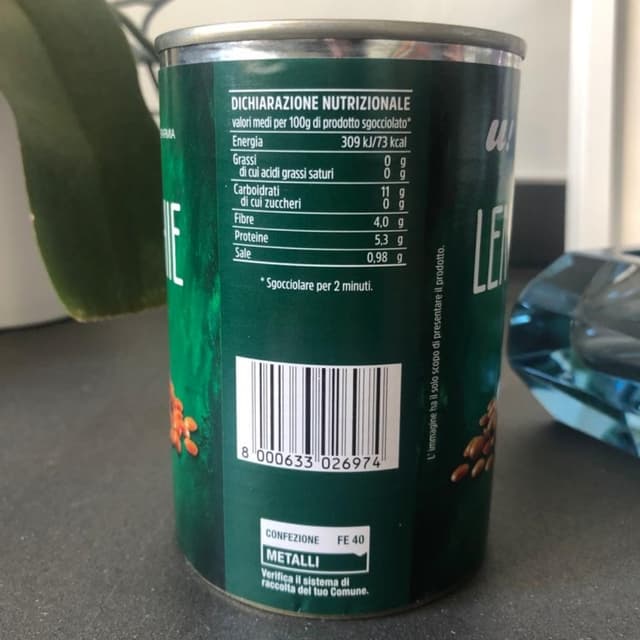 DICHIARAZIONE NUTRIZIONALE
valori medi per 100g di prodotto sgocciolato*
Energia 309 kJ/73 kcal
Grassi 0 g
di cui acidi grassi saturi 0 g
Carboidrati 11 g
di cui zuccheri 0 g
Fibre 4,0 g
Proteine 5,3 g
Sale 0,98 g
* Sgocciolare per 2 minuti.
8 000633 026974
CONFEZIONE FE 40
METALLI
Verifica il sistema di
raccolta del tuo Comune.
L'immagine ha il solo scopo di presentare il prodotto.
u!
LEN
HIE